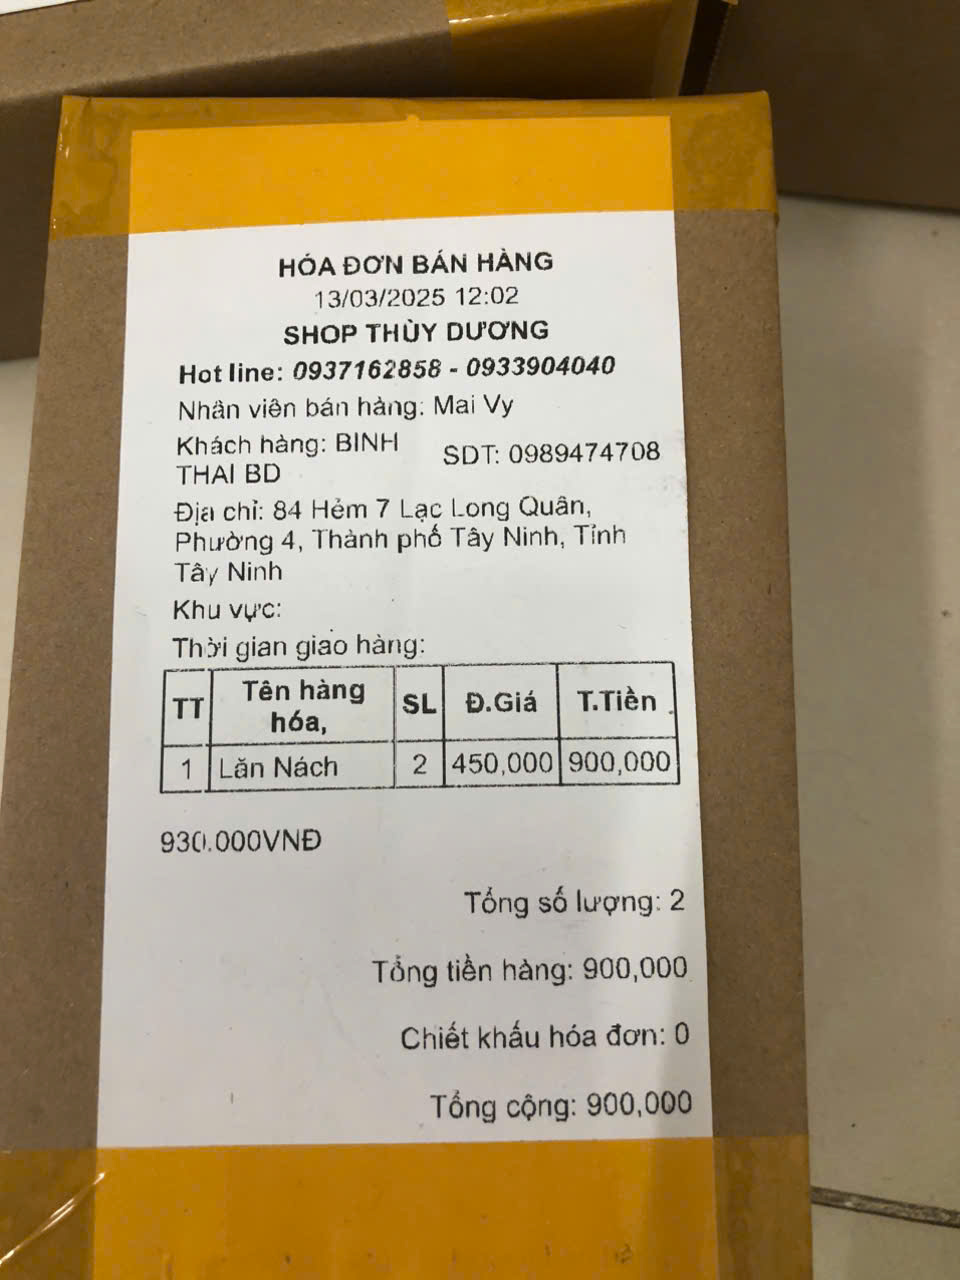 HÓA ĐƠN BÁN HÀNG
13/03/2025 12:02
SHOP THÙY DƯƠNG
Hot line: 0937162858 - 0933904040
Nhân viên bán hàng: Mai Vy
Khách hàng: BINH THAI BD SDT: 0989474708
Địa chỉ: 84 Hẻm 7 Lạc Long Quân,
Phường 4, Thành phố Tây Ninh, Tỉnh
Tây Ninh
Khu vực:
Thời gian giao hàng:
TT Tên hàng hóa, SL Đ.Giá T.Tiền
1 Lăn Nách 2 450,000 900,000
930.000VNĐ
Tổng số lượng: 2
Tổng tiền hàng: 900,000
Chiết khấu hóa đơn: 0
Tổng cộng: 900,000